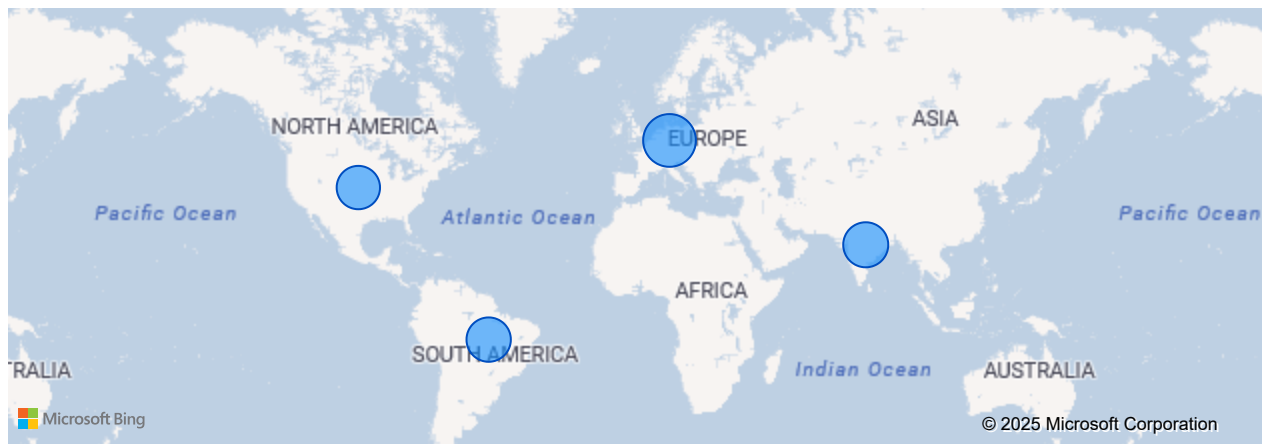 NORTH AMERICA
EUROPE
ASIA
Pacific Ocean
Atlantic Ocean
Pacific Ocean
AFRICA
SOUTH AMERICA
Indian Ocean
TRALIA
AUSTRALIA
Microsoft Bing
© 2025 Microsoft Corporation